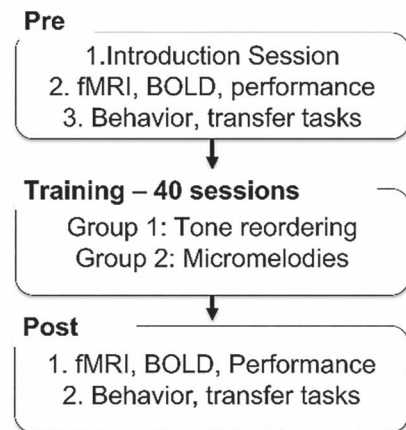 Pre
1.Introduction Session
2. fMRI, BOLD, performance
3. Behavior, transfer tasks
Training – 40 sessions
Group 1: Tone reordering
Group 2: Micromelodies
Post
1. fMRI, BOLD, Performance
2. Behavior, transfer tasks